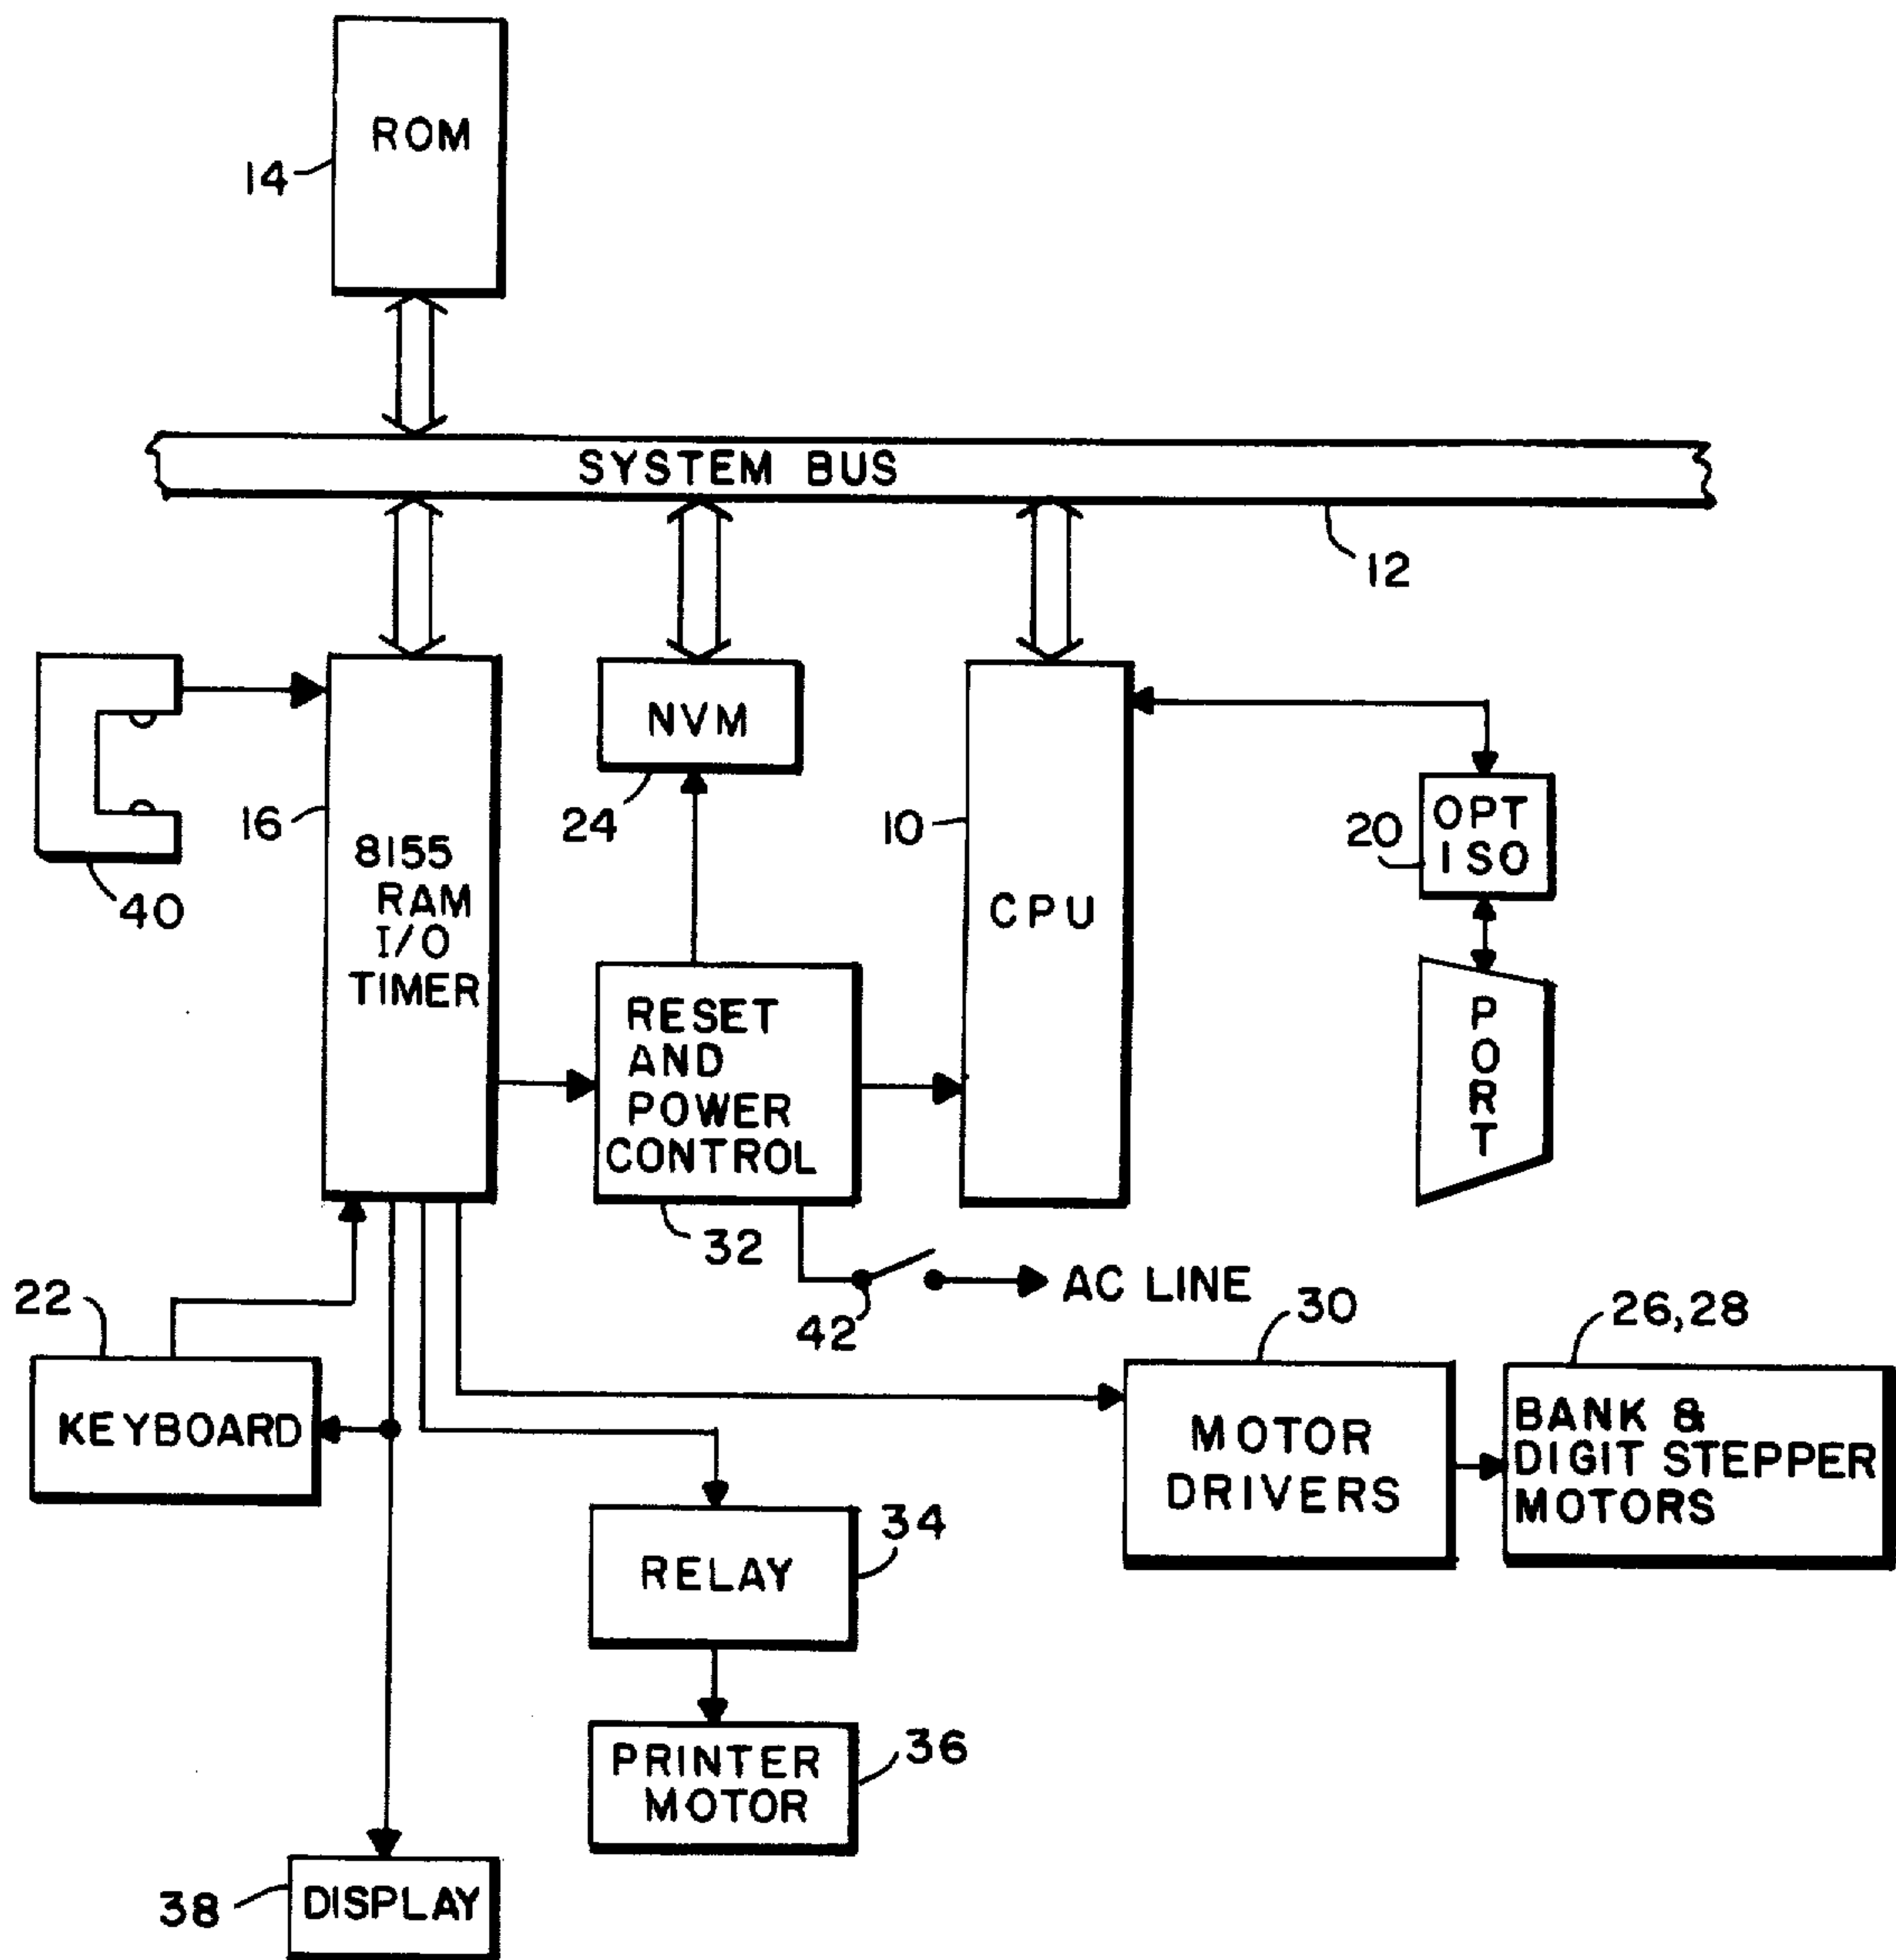 ROM
14
SYSTEM BUS
12
16
8155
RAM
I/O
TIMER
40
NVM
24
10
CPU
20
OPT
ISO
PORT
RESET
AND
POWER
CONTROL
32
42
AC LINE
22
KEYBOARD
30
MOTOR
DRIVERS
26,28
BANK &
DIGIT STEPPER
MOTORS
34
RELAY
36
PRINTER
MOTOR
38
DISPLAY